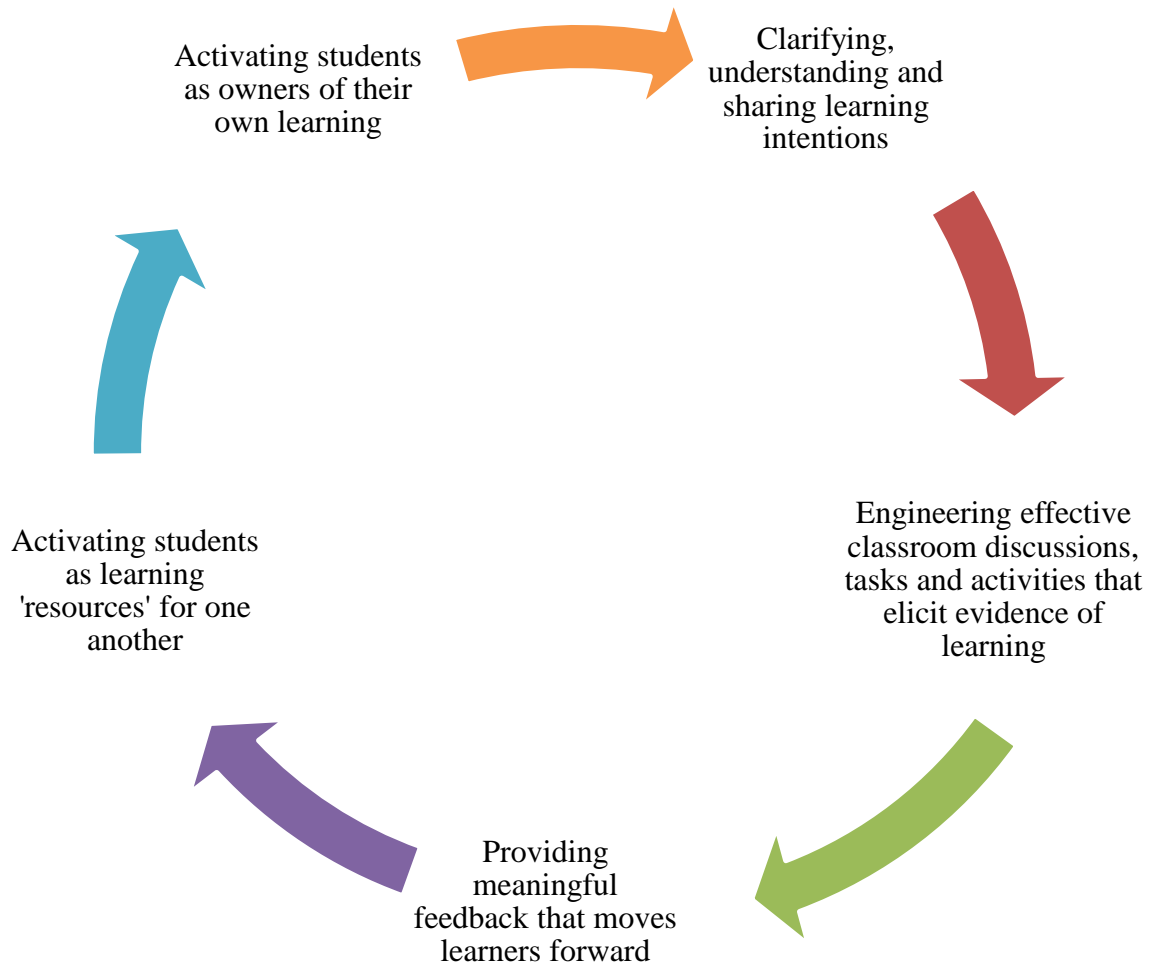 Activating students
as owners of their
own learning
Clarifying,
understanding and
sharing learning
intentions
Engineering effective
classroom discussions,
tasks and activities that
elicit evidence of
learning
Providing
meaningful
feedback that moves
learners forward
Activating students
as learning
'resources' for one
another